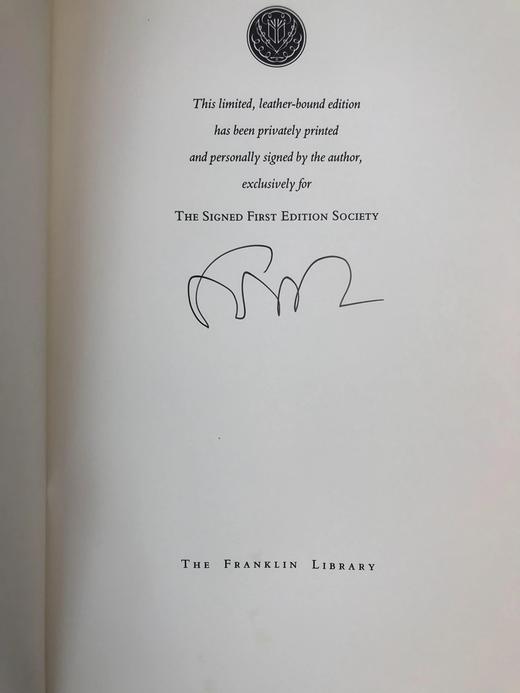 This limited, leather-bound edition
has been privately printed
and personally signed by the author,
exclusively for
THE SIGNED FIRST EDITION SOCIETY
THE FRANKLIN LIBRARY